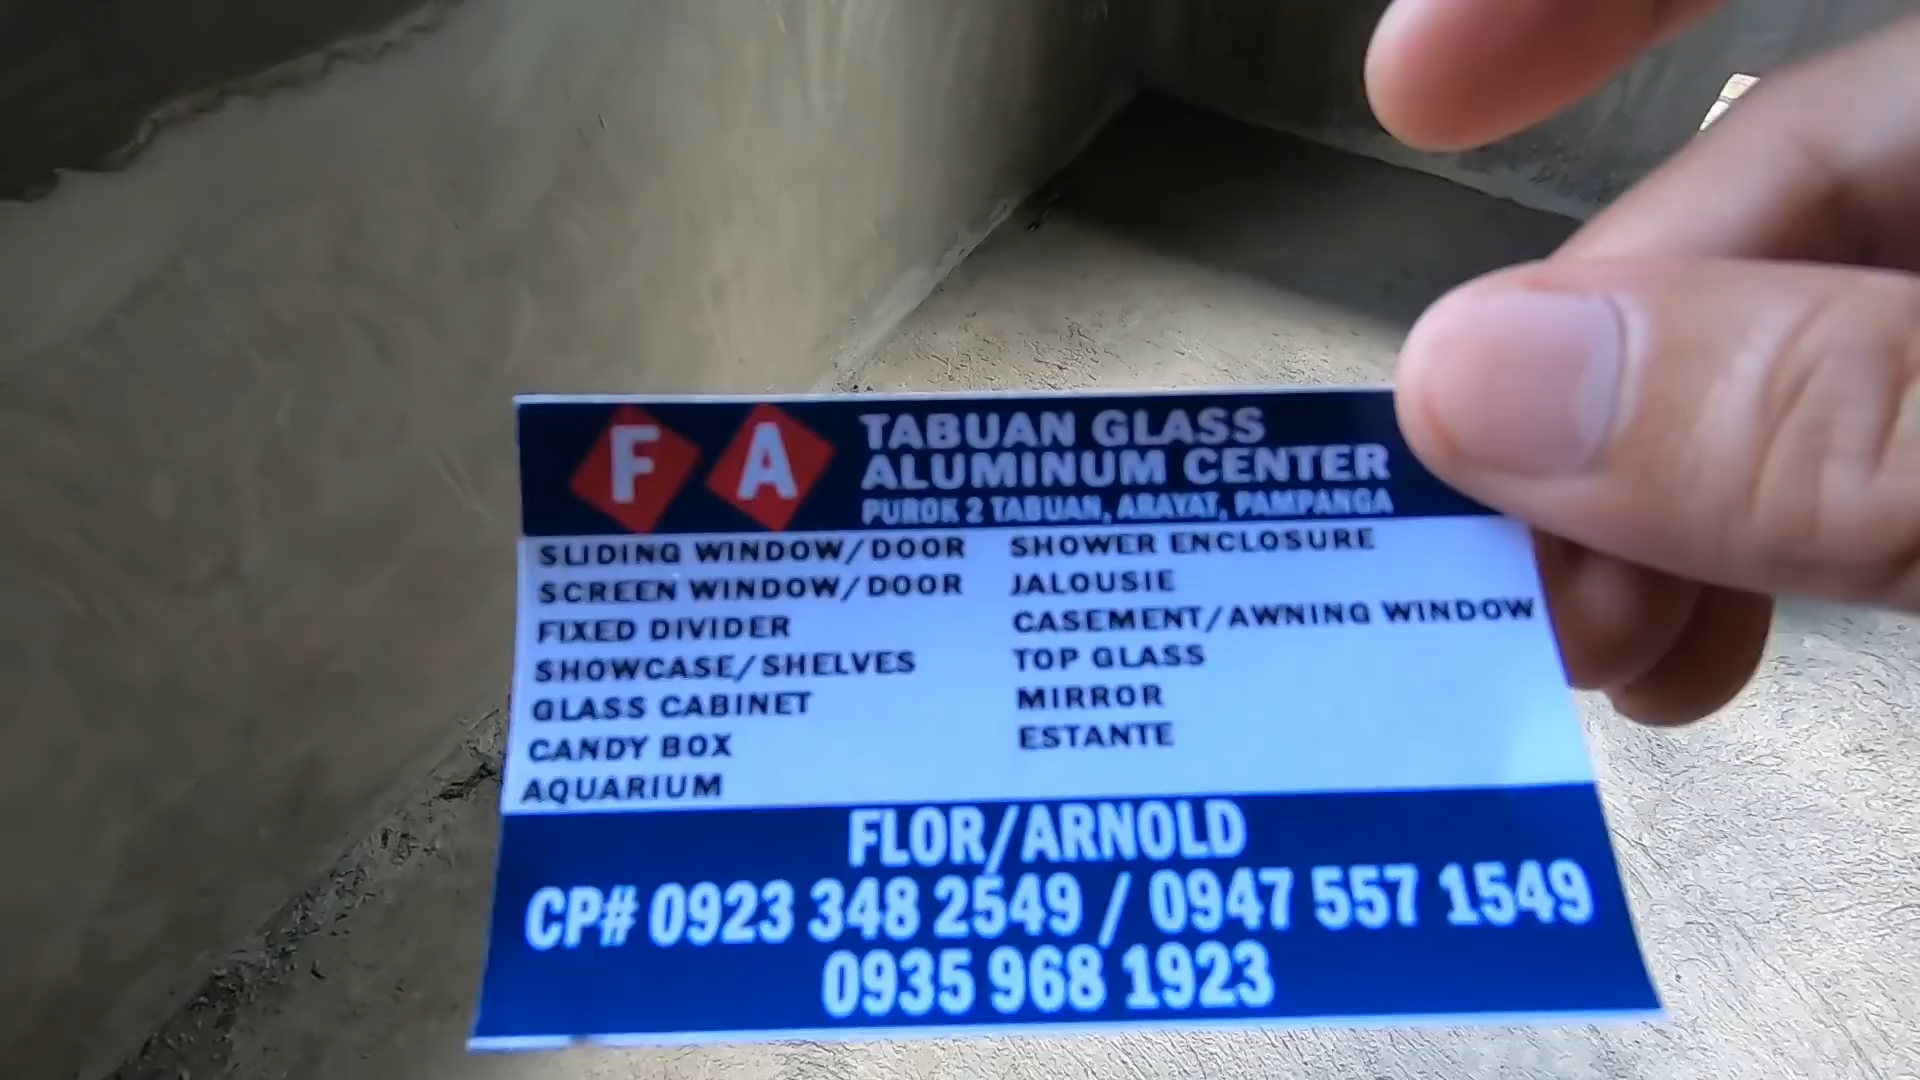 F A
TABUAN GLASS
ALUMINUM CENTER
PUROK 2 TABUAN, ARAYAT, PAMPANGA
SLIDING WINDOW/DOOR
SCREEN WINDOW/DOOR
FIXED DIVIDER
SHOWCASE/SHELVES
GLASS CABINET
CANDY BOX
AQUARIUM
SHOWER ENCLOSURE
JALOUSIE
CASEMENT/AWNING WINDOW
TOP GLASS
MIRROR
ESTANTE
FLOR/ARNOLD
CP# 0923 348 2549 / 0947 557 1549
0935 968 1923